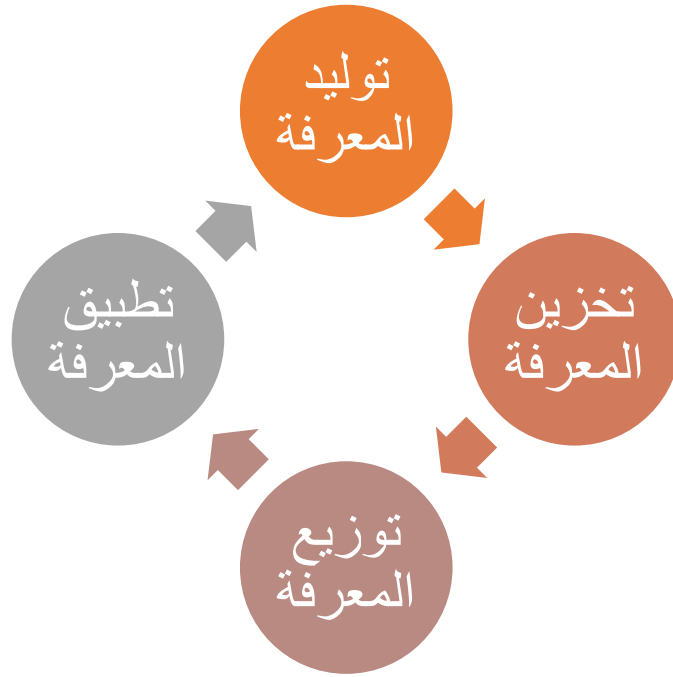 توليد
المعرفة
تخزين
المعرفة
توزيع
المعرفة
تطبيق
المعرفة